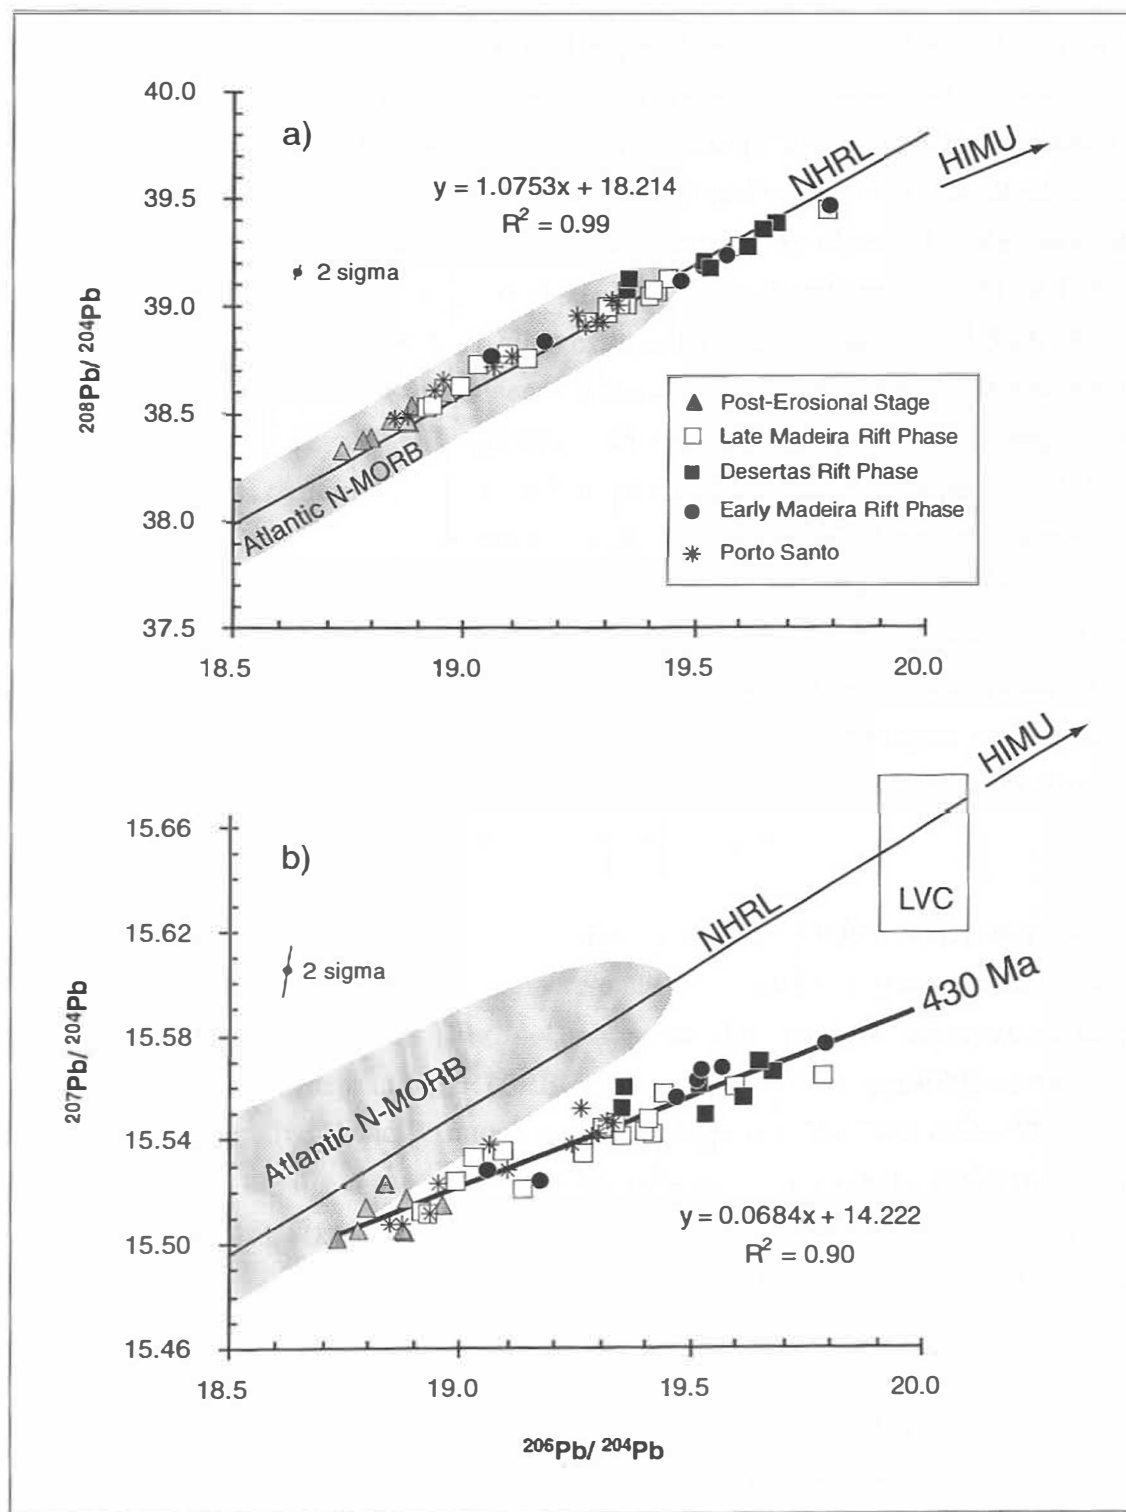 40.0
a)
NHRL
HIMU
y = 1.0753x + 18.214
R² = 0.99
39.5
2 sigma
39.0
²⁰⁸Pb/ ²⁰⁴Pb
38.5
Atlantic N-MORB
38.0
37.5
Post-Erosional Stage
Late Madeira Rift Phase
Desertas Rift Phase
Early Madeira Rift Phase
Porto Santo
18.5 19.0 19.5 20.0
HIMU
15.66
b)
NHRL
LVC
15.62
2 sigma
430 Ma
²⁰⁷Pb/ ²⁰⁴Pb
15.58
Atlantic N-MORB
15.54
y = 0.0684x + 14.222
R² = 0.90
15.50
15.46
18.5 19.0 19.5 20.0
²⁰⁶Pb/ ²⁰⁴Pb